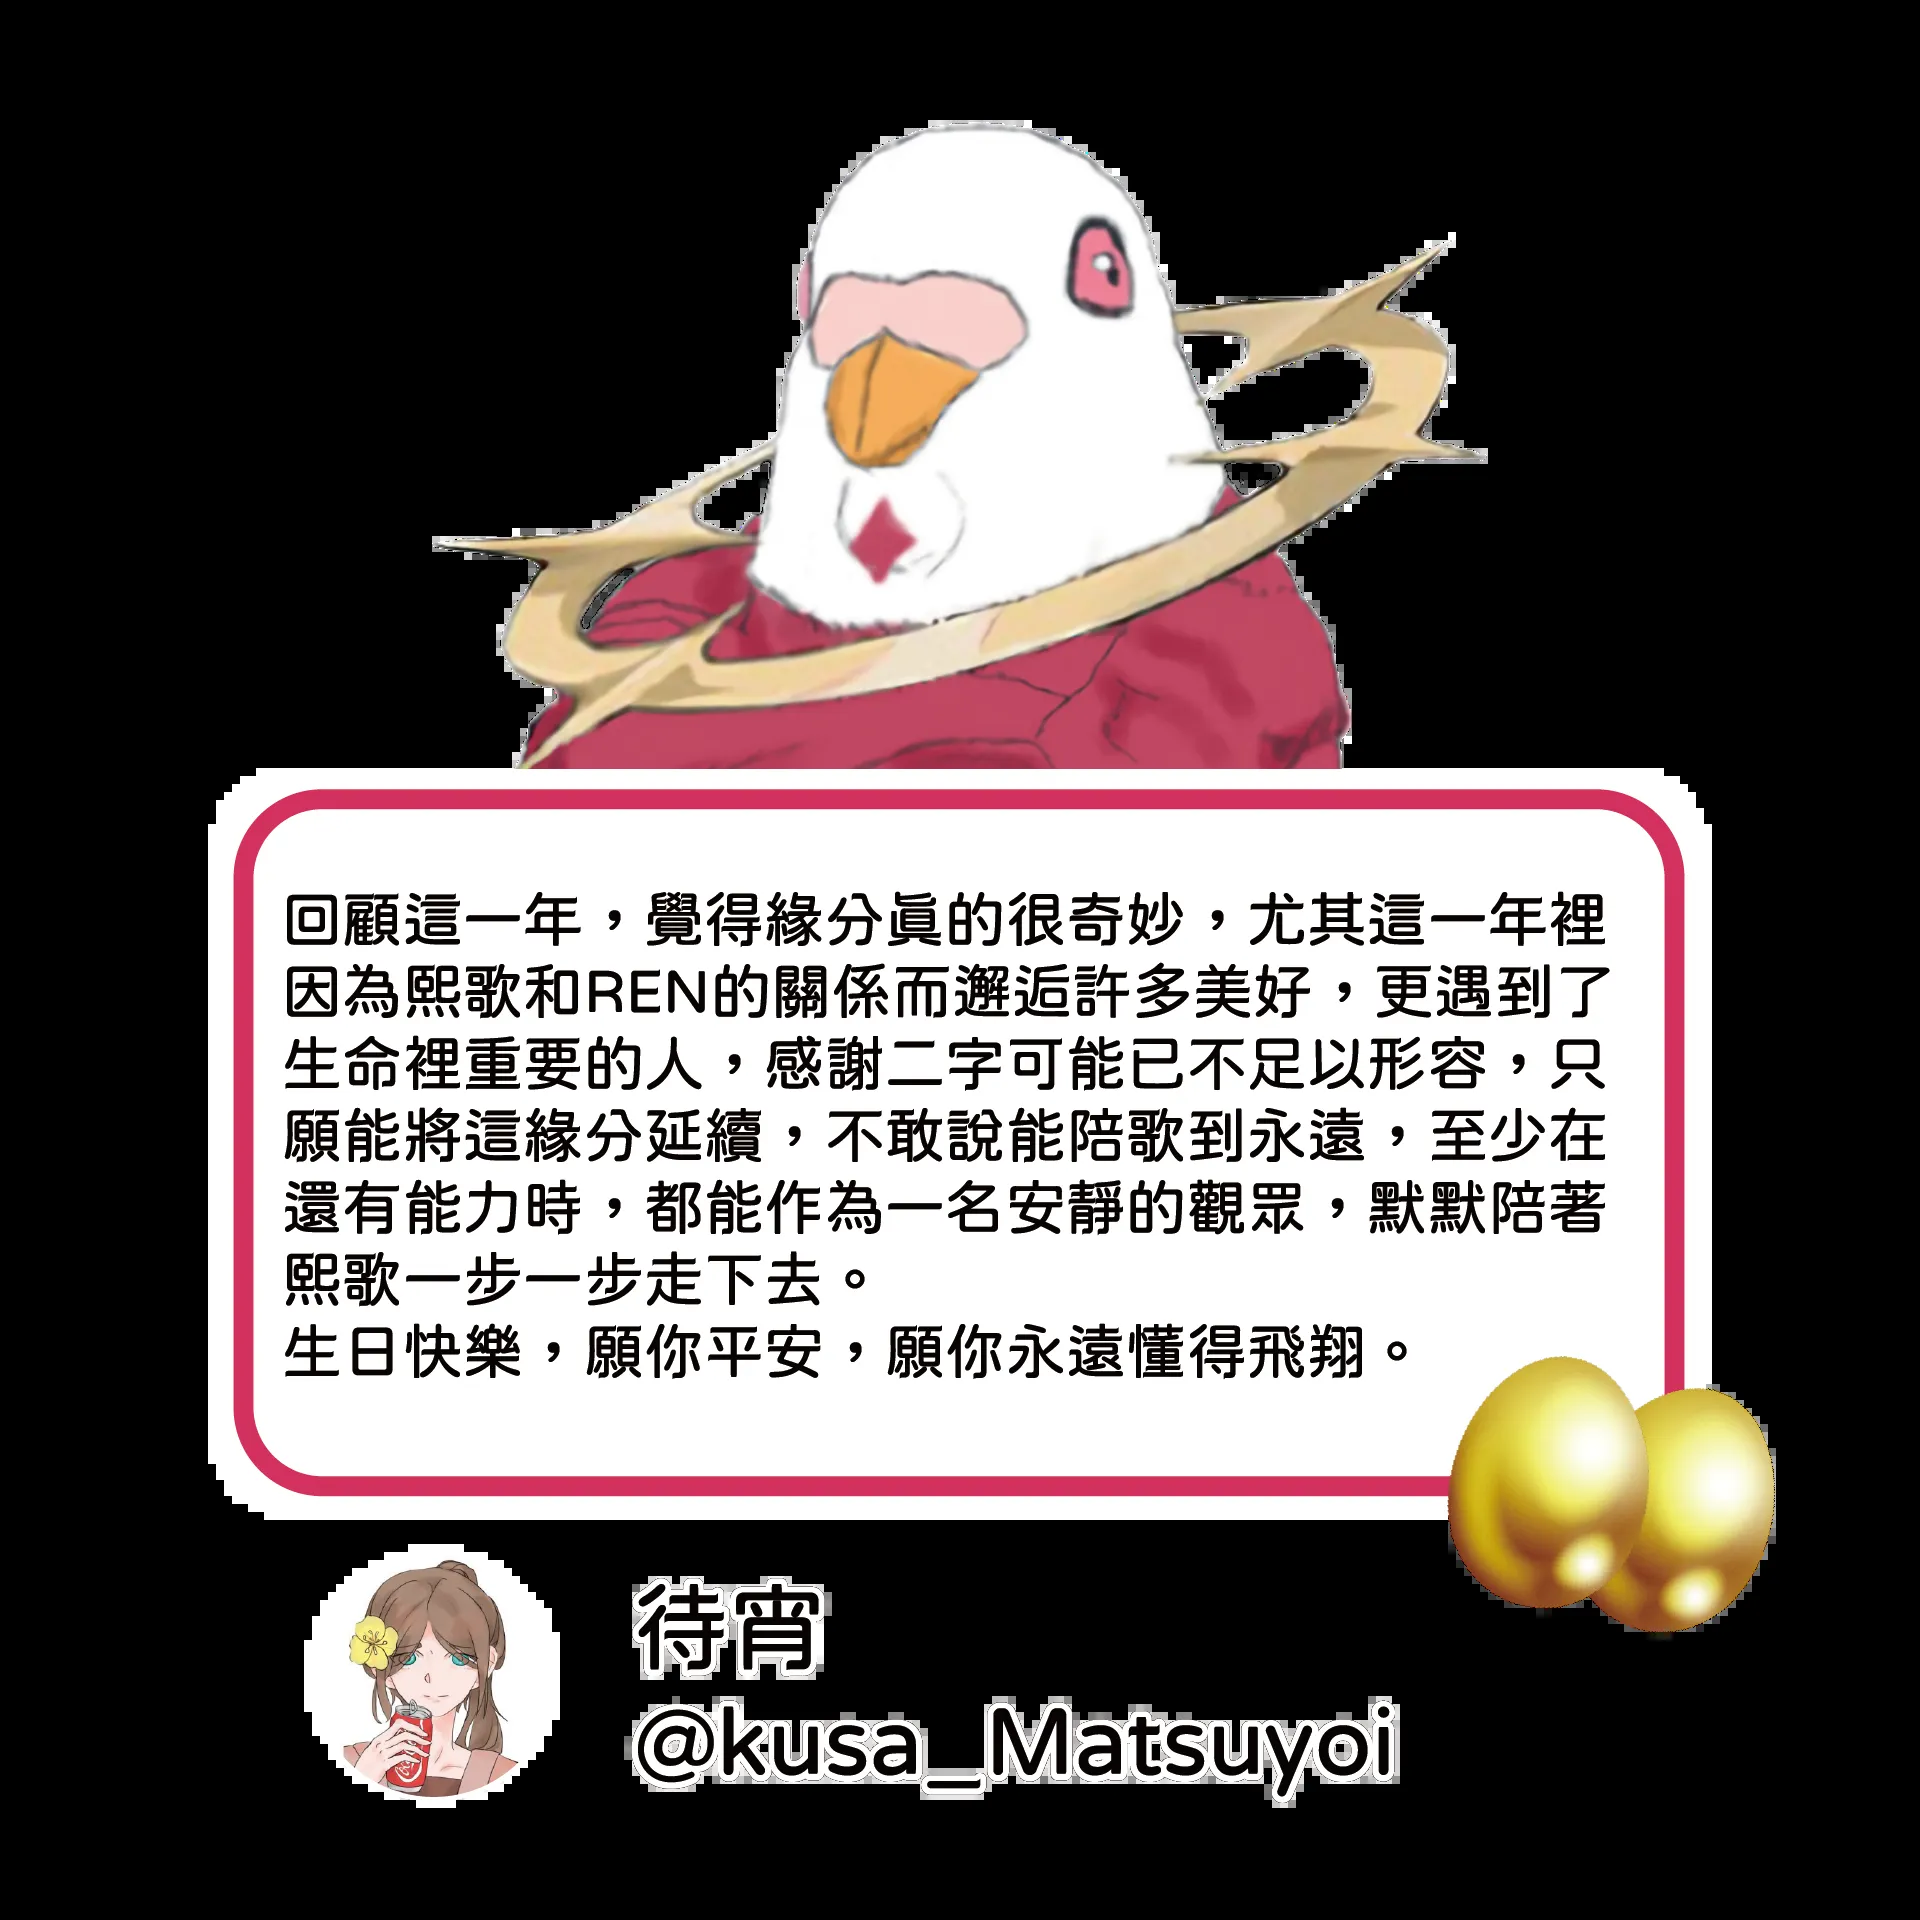 回顧這一年，覺得緣分真的很奇妙，尤其這一年裡
因為熙歌和REN的關係而邂逅許多美好，更遇到了
生命裡重要的人，感謝二字可能已不足以形容，只
願能將這緣分延續，不敢說能陪歌到永遠，至少在
還有能力時，都能作為一名安靜的觀眾，默默陪著
熙歌一步一步走下去。
生日快樂，願你平安，願你永遠懂得飛翔。
待宵
@kusa_Matsuyoi